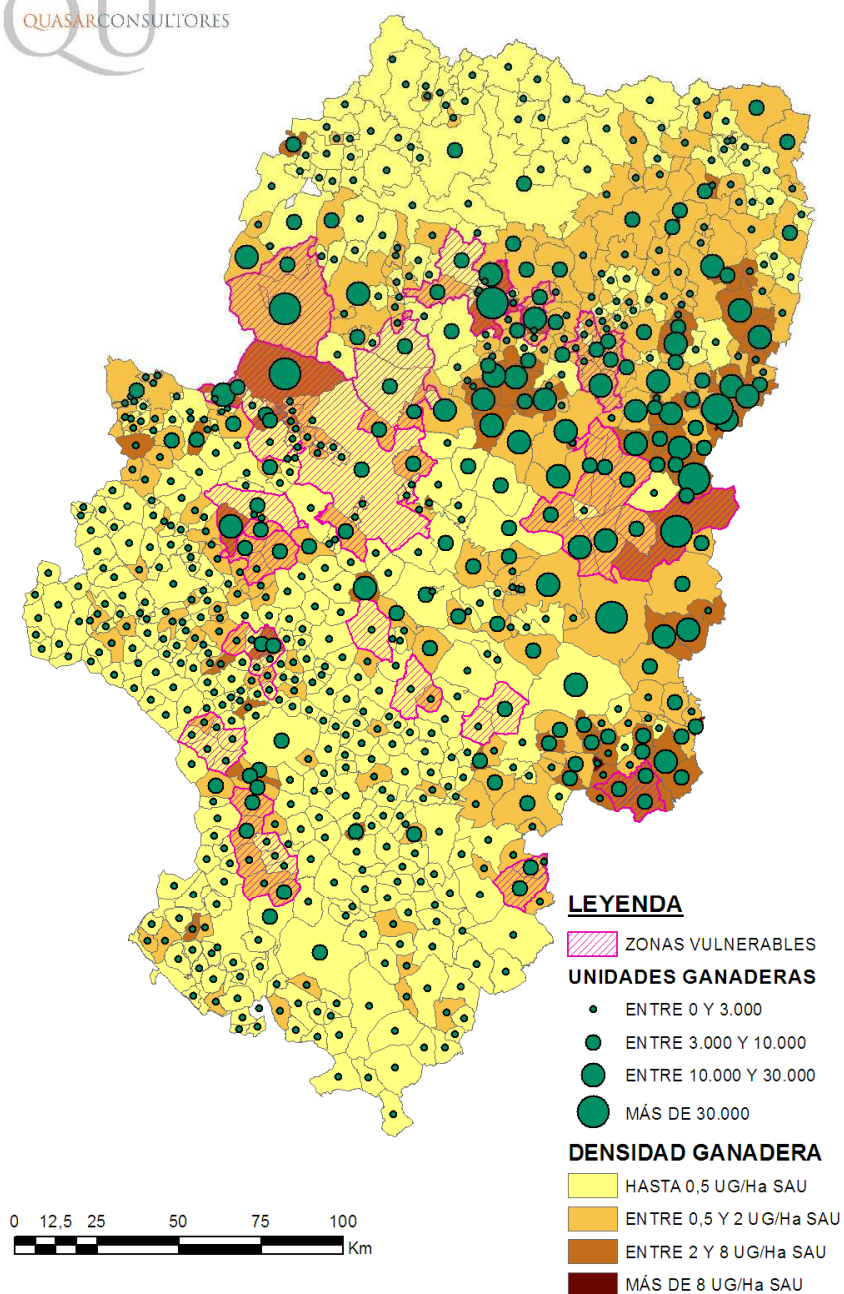 QU
QUASARCONSULTORES
LEYENDA
ZONAS VULNERABLES
UNIDADES GANADERAS
ENTRE 0 Y 3.000
ENTRE 3.000 Y 10.000
ENTRE 10.000 Y 30.000
MÁS DE 30.000
DENSIDAD GANADERA
HASTA 0,5 UG/Ha SAU
ENTRE 0,5 Y 2 UG/Ha SAU
ENTRE 2 Y 8 UG/Ha SAU
MÁS DE 8 UG/Ha SAU
0 12,5 25 50 75 100
Km